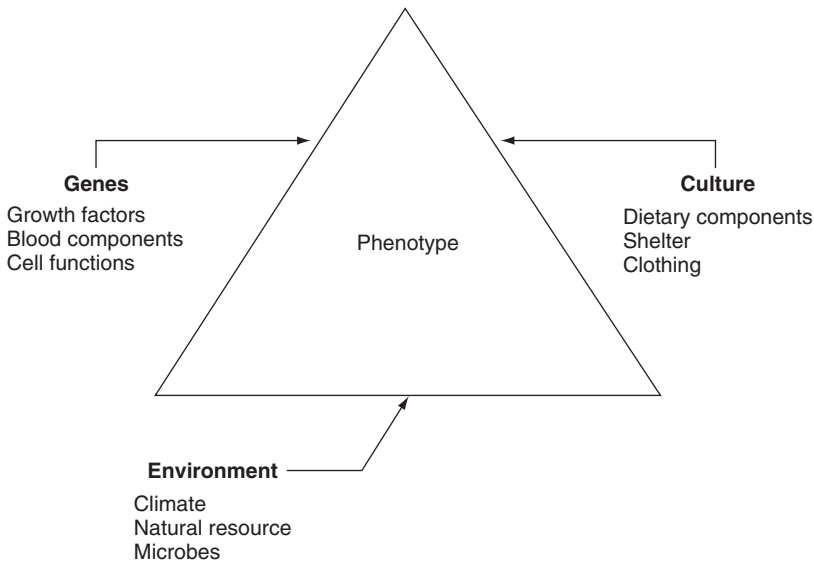 Genes
Growth factors
Blood components
Cell functions
Culture
Dietary components
Shelter
Clothing
Phenotype
Environment
Climate
Natural resource
Microbes